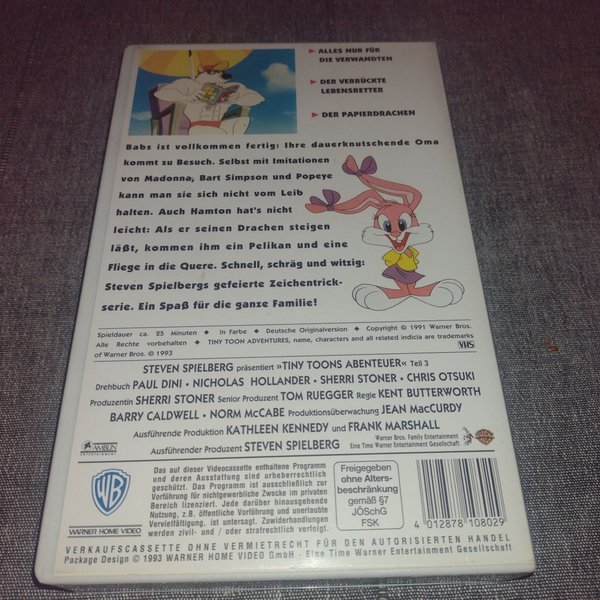 ▶ ALLES NUR FÜR
DIE VERWANDTEN
▶ DER VERRÜCKTE
LEBENSRETTER
▶ DER PAPIERDRACHEN
Babs ist vollkommen fertig: Ihre dauerknutschende Oma
kommt zu Besuch. Selbst mit Imitationen
von Madonna, Bart Simpson und Popeye
kann man sie sich nicht vom Leib
halten. Auch Hamton hat's nicht
leicht: Als er seinen Drachen steigen
läßt, kommen ihm ein Pelikan und eine
Fliege in die Quere. Schnell, schräg und witzig:
Steven Spielbergs gefeierte Zeichentrick-
serie. Ein Spaß für die ganze Familie!
Spieldauer ca. 25 Minuten ◆ In Farbe ◆ Deutsche Originalversion ◆ Copyright © 1991 Warner Bros.
Alle Rechte vorbehalten ◆ TINY TOON ADVENTURES, name, characters and all related indicia are trademarks
of Warner Bros. © 1993
VHS
STEVEN SPIELBERG präsentiert »TINY TOONS ABENTEUER« Teil 3
Drehbuch PAUL DINI · NICHOLAS HOLLANDER · SHERRI STONER · CHRIS OTSUKI
Produzentin SHERRI STONER Senior Produzent TOM RUEGGER Regie KENT BUTTERWORTH
BARRY CALDWELL · NORM McCABE Produktionsüberwachung JEAN MacCURDY
Ausführende Produktion KATHLEEN KENNEDY und FRANK MARSHALL
Ausführender Produzent STEVEN SPIELBERG
AMBLIN
ENTERTAINMENT
Warner Bros. Family Entertainment
Eine Time Warner Entertainment Gesellschaft
WB
WARNER HOME VIDEO
Das auf dieser Videocassette enthaltene Programm
und deren Ausstattung sind urheberrechtlich
geschützt. Das Programm ist ausschließlich zur
Vorführung für nichtgewerbliche Zwecke im privaten
Bereich lizenziert. Jede darüber hinausgehende
Nutzung, z.B. öffentliche Vorführung und unerlaubte
Vervielfältigung, ist untersagt. Zuwiderhandlungen
werden zivil- und / oder strafrechtlich verfolgt.
Freigegeben
ohne Alters-
beschränkung
gemäß §7
JÖSchG
FSK
4 012878 108029
VERKAUFSCASSETTE OHNE VERMIETRECHT FÜR DEN AUTORISIERTEN HANDEL
Package Design © 1993 WARNER HOME VIDEO GmbH - Eine Time Warner Entertainment Gesellschaft